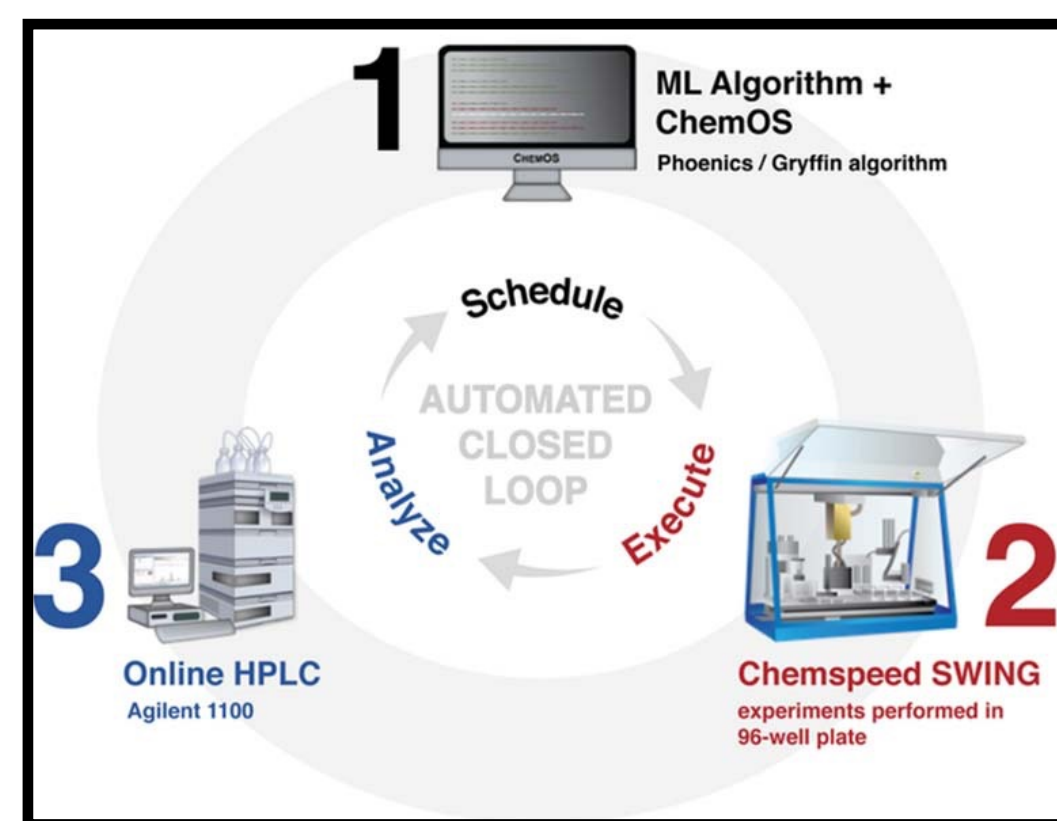 1
ML Algorithm +
ChemOS
Phoenics / Gryffin algorithm
CHEMOS
Schedule
AUTOMATED
CLOSED
LOOP
Analyze
Execute
3
2
Online HPLC
Agilent 1100
Chemspeed SWING
experiments performed in
96-well plate